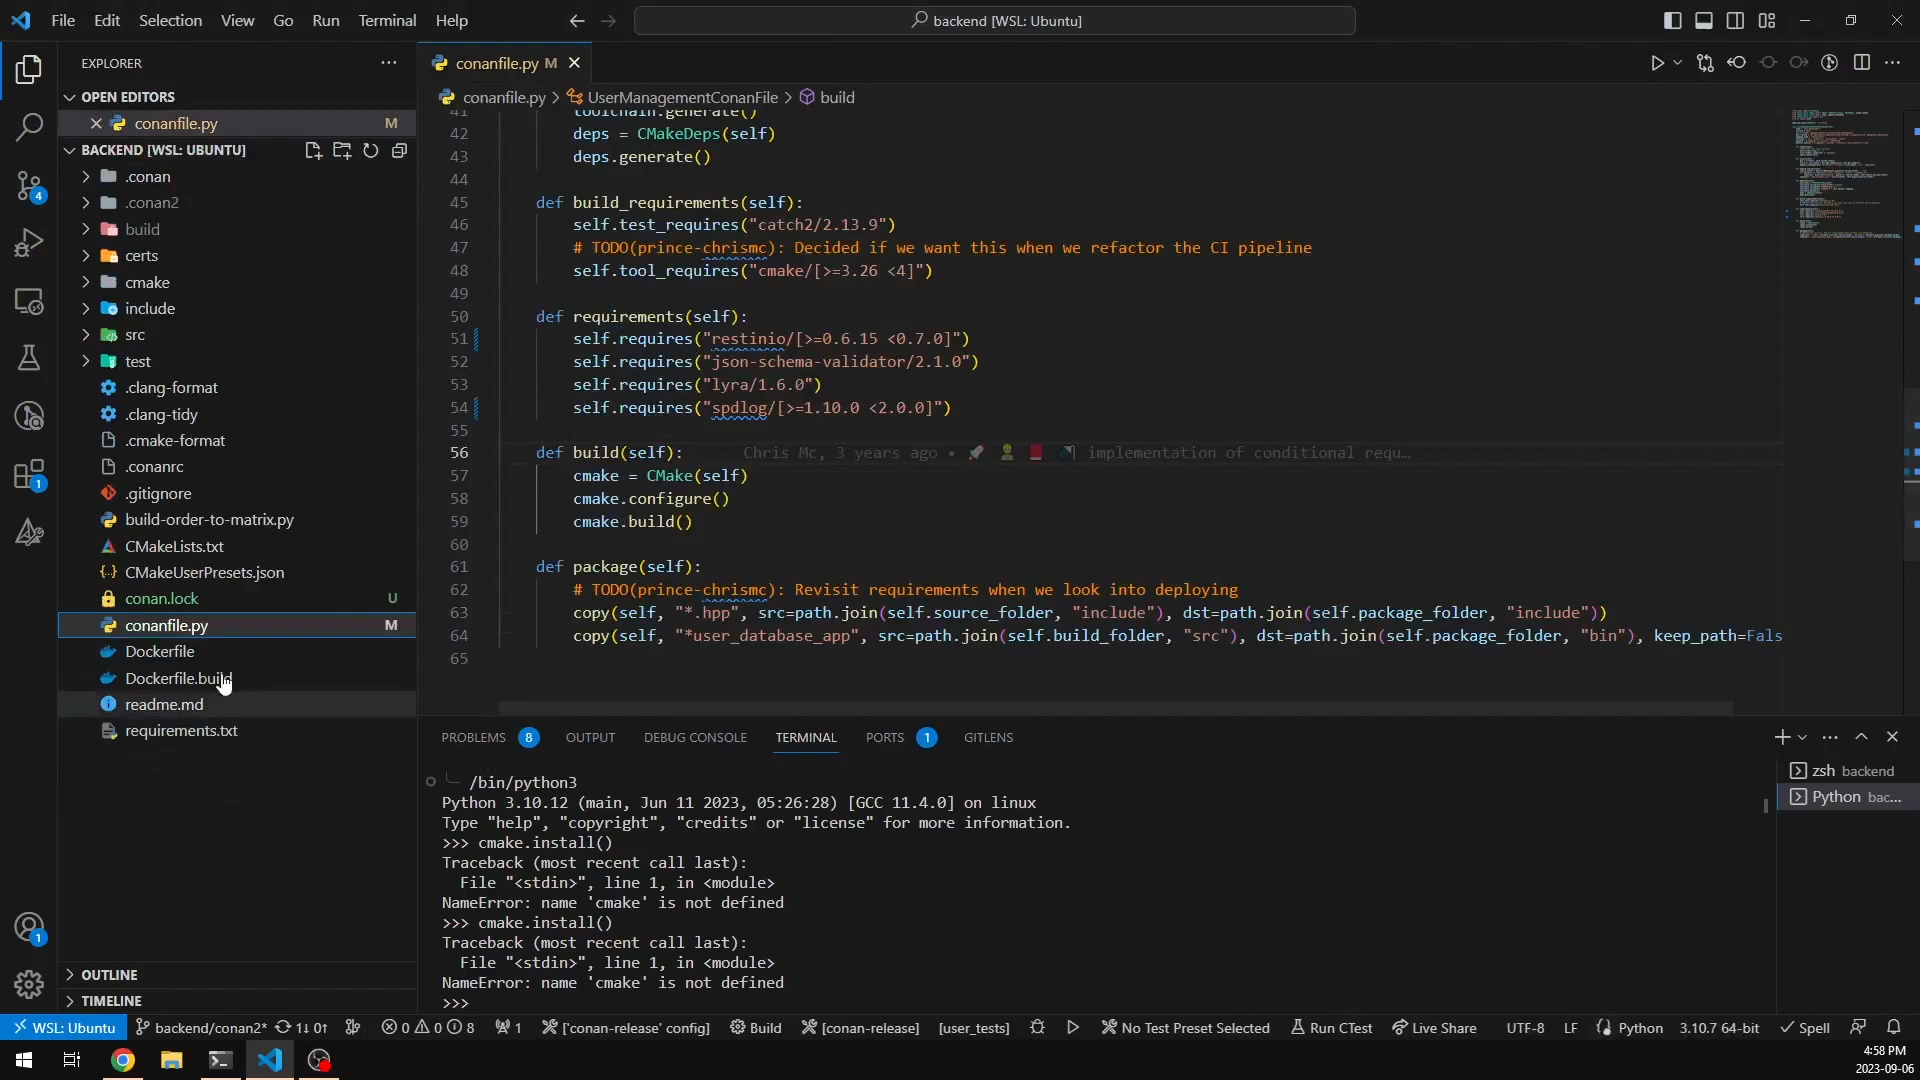 File Edit Selection View Go Run Terminal Help
backend [WSL: Ubuntu]
EXPLORER
OPEN EDITORS
conanfile.py M
BACKEND [WSL: UBUNTU]
.conan
.conan2
build
certs
cmake
include
src
test
.clang-format
.clang-tidy
.cmake-format
.conanrc
.gitignore
build-order-to-matrix.py
CMakeLists.txt
CMakeUserPresets.json
conan.lock U
conanfile.py M
Dockerfile
Dockerfile.build
readme.md
requirements.txt
OUTLINE
TIMELINE
4
1
1
conanfile.py M
conanfile.py > UserManagementConanFile > build
41 toolchain.generate()
42 deps = CMakeDeps(self)
43 deps.generate()
44
45 def build_requirements(self):
46 self.test_requires("catch2/2.13.9")
47 # TODO(prince-chrismc): Decided if we want this when we refactor the CI pipeline
48 self.tool_requires("cmake/[>=3.26 <4]")
49
50 def requirements(self):
51 self.requires("restinio/[>=0.6.15 <0.7.0]")
52 self.requires("json-schema-validator/2.1.0")
53 self.requires("lyra/1.6.0")
54 self.requires("spdlog/[>=1.10.0 <2.0.0]")
55
56 def build(self): Chris Mc, 3 years ago • implementation of conditional requ…
57 cmake = CMake(self)
58 cmake.configure()
59 cmake.build()
60
61 def package(self):
62 # TODO(prince-chrismc): Revisit requirements when we look into deploying
63 copy(self, "*.hpp", src=path.join(self.source_folder, "include"), dst=path.join(self.package_folder, "include"))
64 copy(self, "*user_database_app", src=path.join(self.build_folder, "src"), dst=path.join(self.package_folder, "bin"), keep_path=Fals
65
PROBLEMS 8 OUTPUT DEBUG CONSOLE TERMINAL PORTS 1 GITLENS
/bin/python3
Python 3.10.12 (main, Jun 11 2023, 05:26:28) [GCC 11.4.0] on linux
Type "help", "copyright", "credits" or "license" for more information.
>>> cmake.install()
Traceback (most recent call last):
File "<stdin>", line 1, in <module>
NameError: name 'cmake' is not defined
>>> cmake.install()
Traceback (most recent call last):
File "<stdin>", line 1, in <module>
NameError: name 'cmake' is not defined
>>>
zsh backend
Python bac...
WSL: Ubuntu backend/conan2* 1↓ 0↑ 0 0 8 1 ['conan-release' config] Build [conan-release] [user_tests] No Test Preset Selected Run CTest Live Share UTF-8 LF Python 3.10.7 64-bit Spell
4:58 PM
2023-09-06